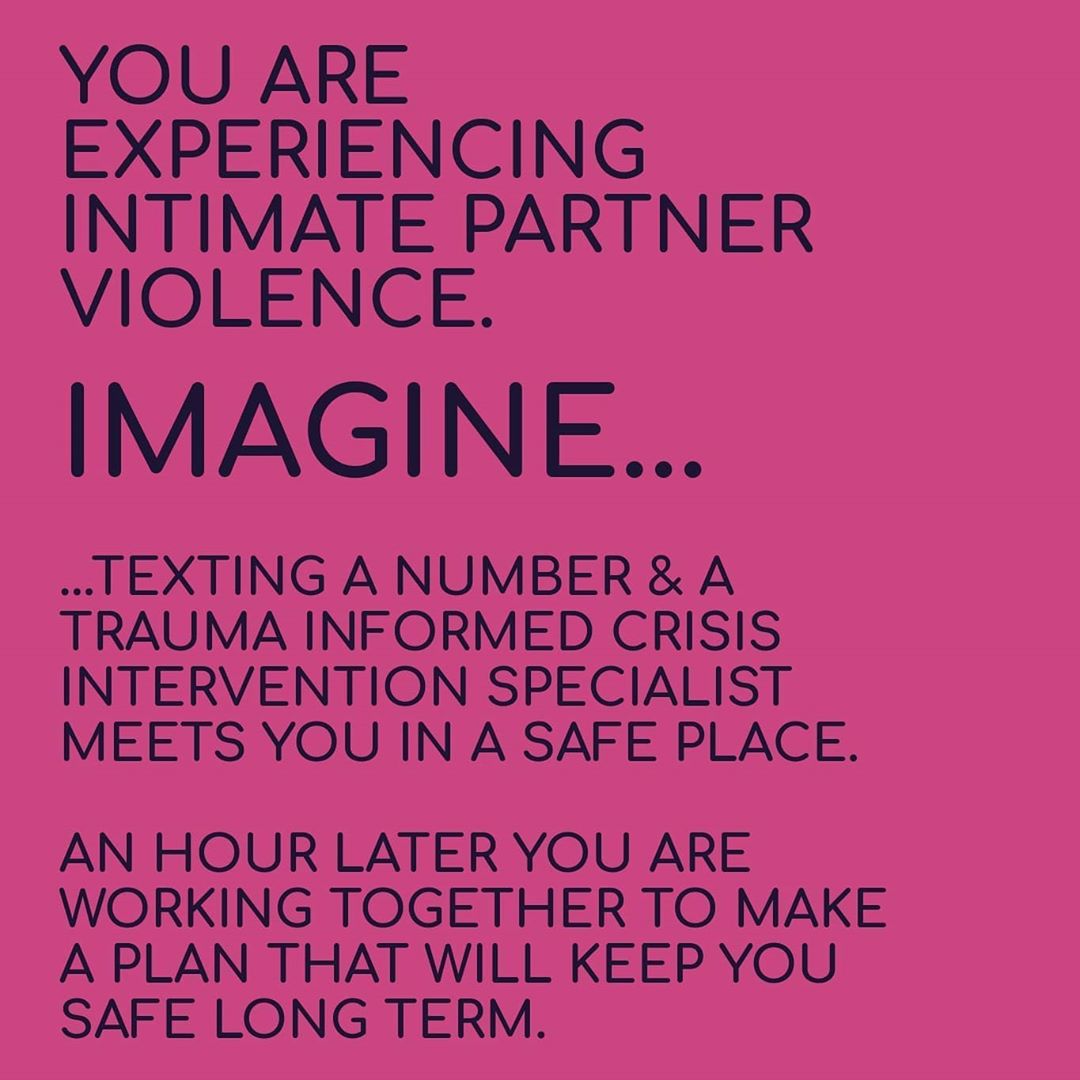 YOU ARE
EXPERIENCING
INTIMATE PARTNER
VIOLENCE.
IMAGINE...
...TEXTING A NUMBER & A
TRAUMA INFORMED CRISIS
INTERVENTION SPECIALIST
MEETS YOU IN A SAFE PLACE.
AN HOUR LATER YOU ARE
WORKING TOGETHER TO MAKE
A PLAN THAT WILL KEEP YOU
SAFE LONG TERM.